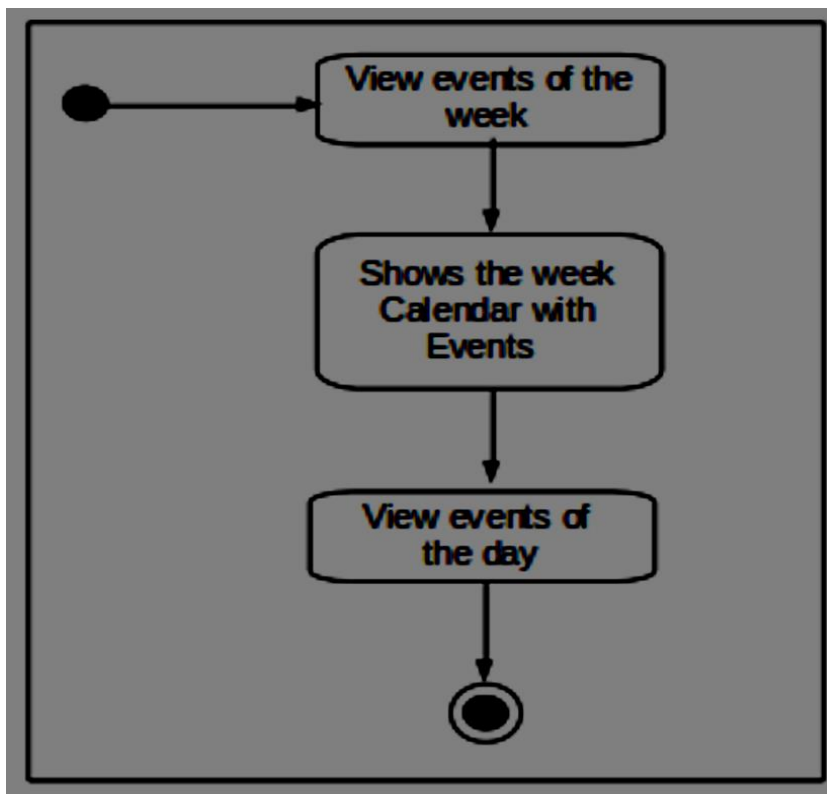 View events of the
week
Shows the week
Calendar with
Events
View events of
the day